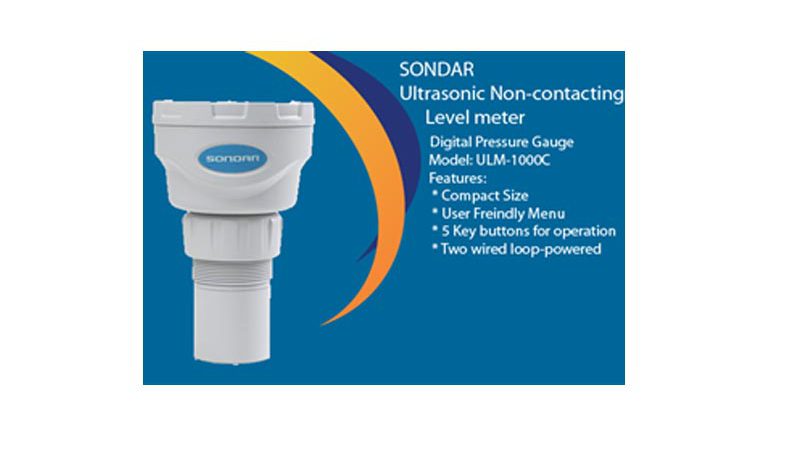 SONDAR
Ultrasonic Non-contacting
Level meter
Digital Pressure Gauge
Model: ULM-1000C
Features:
* Compact Size
* User Freindly Menu
* 5 Key buttons for operation
* Two wired loop-powered
SONDAR